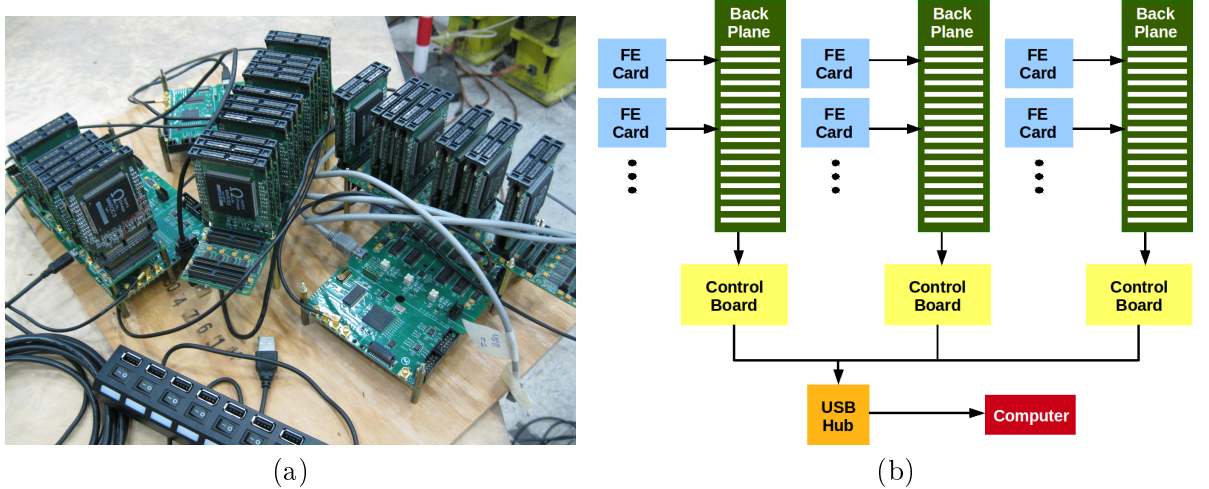 Back
Plane
Back
Plane
Back
Plane
FE
Card
FE
Card
FE
Card
FE
Card
FE
Card
FE
Card
Control
Board
Control
Board
Control
Board
USB
Hub
Computer
(a)
(b)